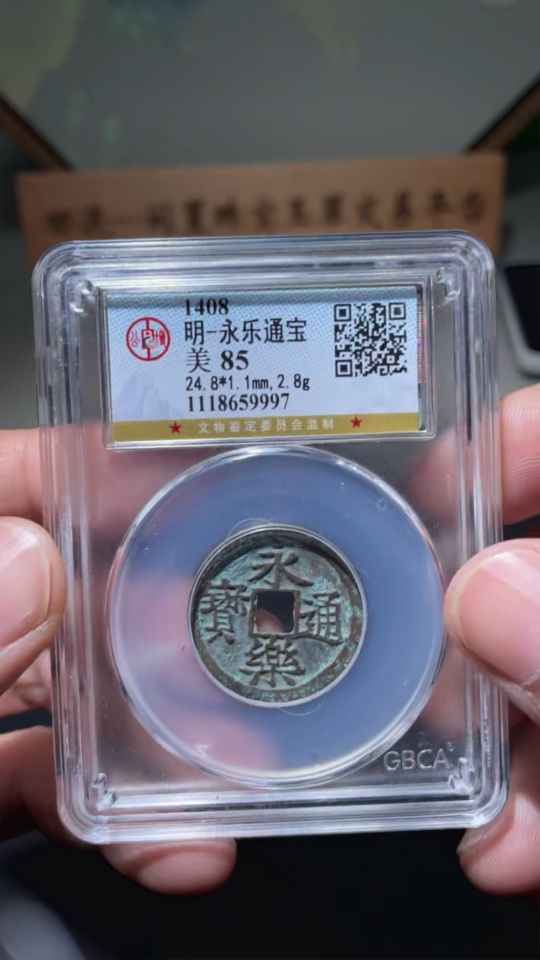 1408
明-永乐通宝
美 85
24.8*1.1mm,2.8g
1118659997
★ 文物鉴定委员会监制 ★
永
寶 通
樂
GBCA